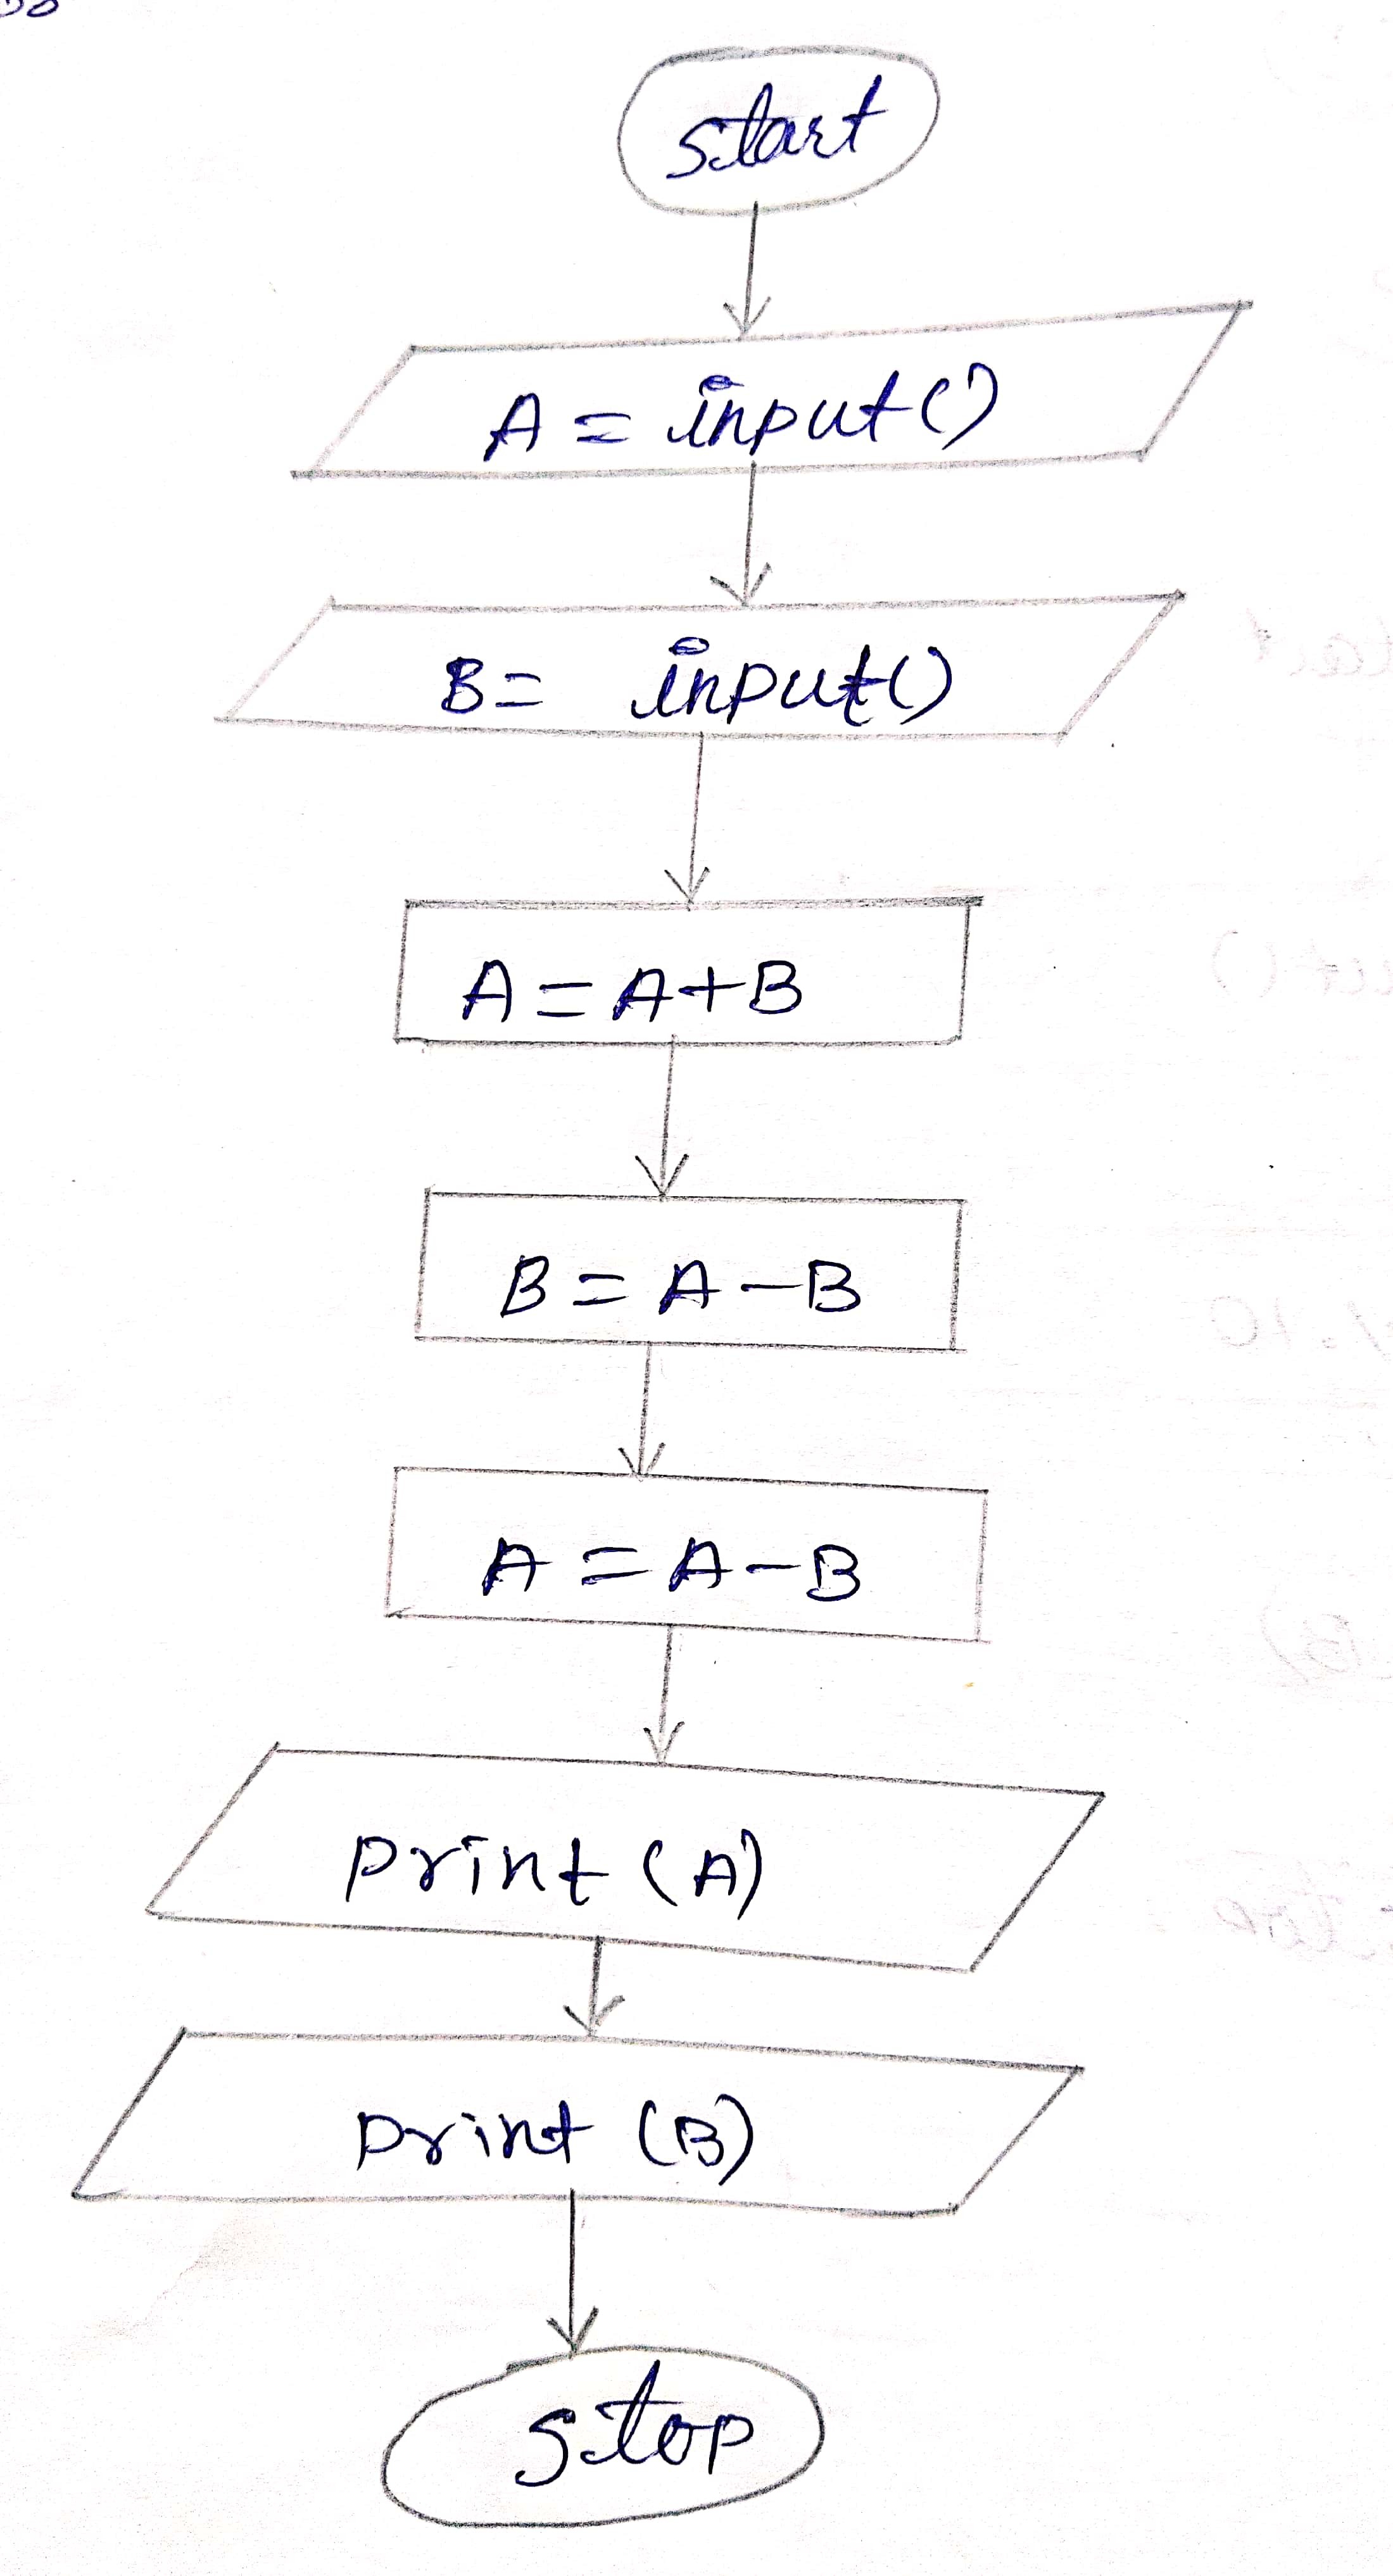 start
A = input()
B = input()
A = A+B
B = A-B
A = A-B
print (A)
print (B)
stop